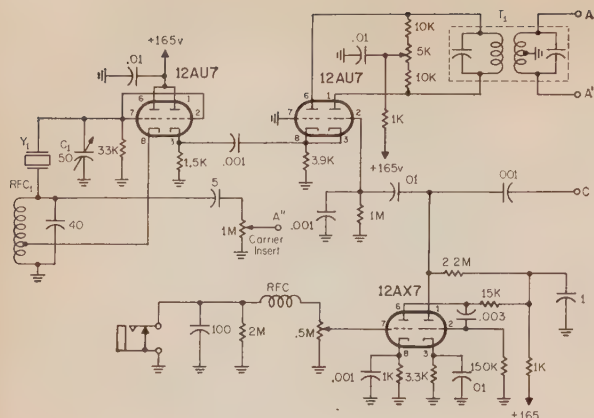 +165v
.01
12AU7
6
1
7
2
8
3
Y₁
C₁
50
33K
1.5K
.001
RFC₁
40
5
1M
A"
Carrier
Insert
.01
12AU7
6
1
7
2
8
3
3.9K
10K
5K
10K
1K
+165v
T₁
A
A'
.001
1M
01
001
C
2 2M
1
12AX7
6
1
7
2
8
3
15K
.003
RFC
100
2M
.5M
.001
1K
3.3K
01
150K
1K
+165